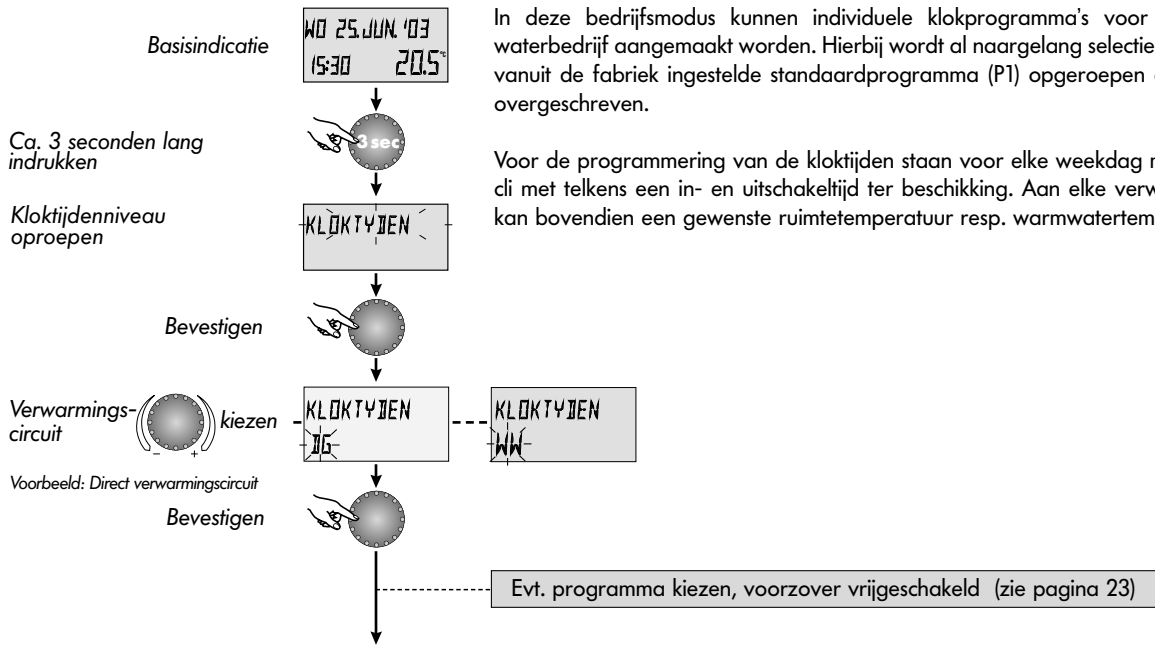 Basisindicatie
WO 25.JUN. '03
15:30 20.5°C
In deze bedrijfsmodus kunnen individuele klokprogramma's voor
waterbedrijf aangemaakt worden. Hierbij wordt al naargelang selectie
vanuit de fabriek ingestelde standaardprogramma (P1) opgeroepen
overgeschreven.
Ca. 3 seconden lang
indrukken
3 sec
Voor de programmering van de kloktijden staan voor elke weekdag
cli met telkens een in- en uitschakeltijd ter beschikking. Aan elke
kan bovendien een gewenste ruimtetemperatuur resp.
Kloktijdenniveau
oproepen
KLOKTYDEN
Bevestigen
Verwarmings-
circuit
- +
kiezen
KLOKTYDEN
DG
KLOKTYDEN
WW
Voorbeeld: Direct verwarmingscircuit
Bevestigen
Evt. programma kiezen, voorzover vrijgeschakeld (zie pagina 23)